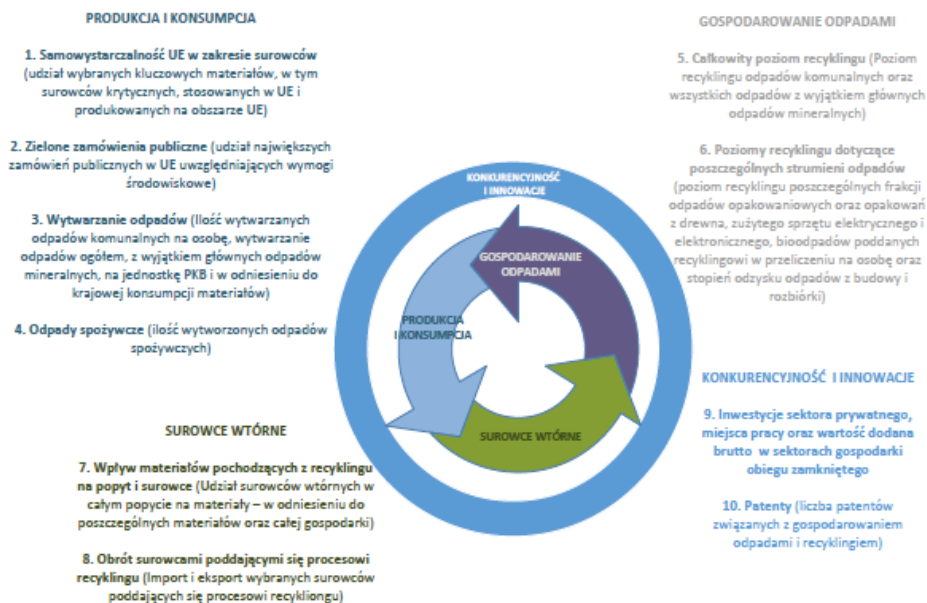 PRODUKCJA I KONSUMPCJA
1. Samowystarczalność UE w zakresie surowców
(udział wybranych kluczowych materiałów, w tym
surowców krytycznych, stosowanych w UE i
produkowanych na obszarze UE)
2. Zielone zamówienia publiczne (udział największych
zamówień publicznych w UE uwzględniających wymogi
środowiskowe)
3. Wytwarzanie odpadów (Ilość wytwarzanych
odpadów komunalnych na osobę, wytwarzanie
odpadów ogółem, z wyjątkiem głównych odpadów
mineralnych, na jednostkę PKB i w odniesieniu do
krajowej konsumpcji materiałów)
4. Odpady spożywcze (ilość wytworzonych odpadów
spożywczych)
GOSPODAROWANIE ODPADAMI
5. Całkowity poziom recyklingu (Poziom
recyklingu odpadów komunalnych oraz
wszystkich odpadów z wyjątkiem głównych
odpadów mineralnych)
6. Poziomy recyklingu dotyczące
poszczególnych strumieni odpadów
(poziom recyklingu poszczególnych frakcji
odpadów opakowaniowych oraz opakowań
z drewna, zużytego sprzętu elektrycznego i
elektronicznego, bioodpadów poddanych
recyklingowi w przeliczeniu na osobę oraz
stopień odzysku odpadów z budowy i
rozbiórki)
KONKURENCYJNOŚĆ
I INNOWACJE
GOSPODAROWANIE
ODPADAMI
PRODUKCJA
I KONSUMPCJA
SUROWCE WTÓRNE
SUROWCE WTÓRNE
7. Wpływ materiałów pochodzących z recyklingu
na popyt i surowce (Udział surowców wtórnych w
całym popycie na materiały – w odniesieniu do
poszczególnych materiałów oraz całej gospodarki)
8. Obrót surowcami poddającymi się procesowi
recyklingu (Import i eksport wybranych surowców
poddających się procesowi recykliongu)
KONKURENCYJNOŚĆ I INNOWACJE
9. Inwestycje sektora prywatnego,
miejsca pracy oraz wartość dodana
brutto w sektorach gospodarki
obiegu zamkniętego
10. Patenty (liczba patentów
związanych z gospodarowaniem
odpadami i recyklingiem)